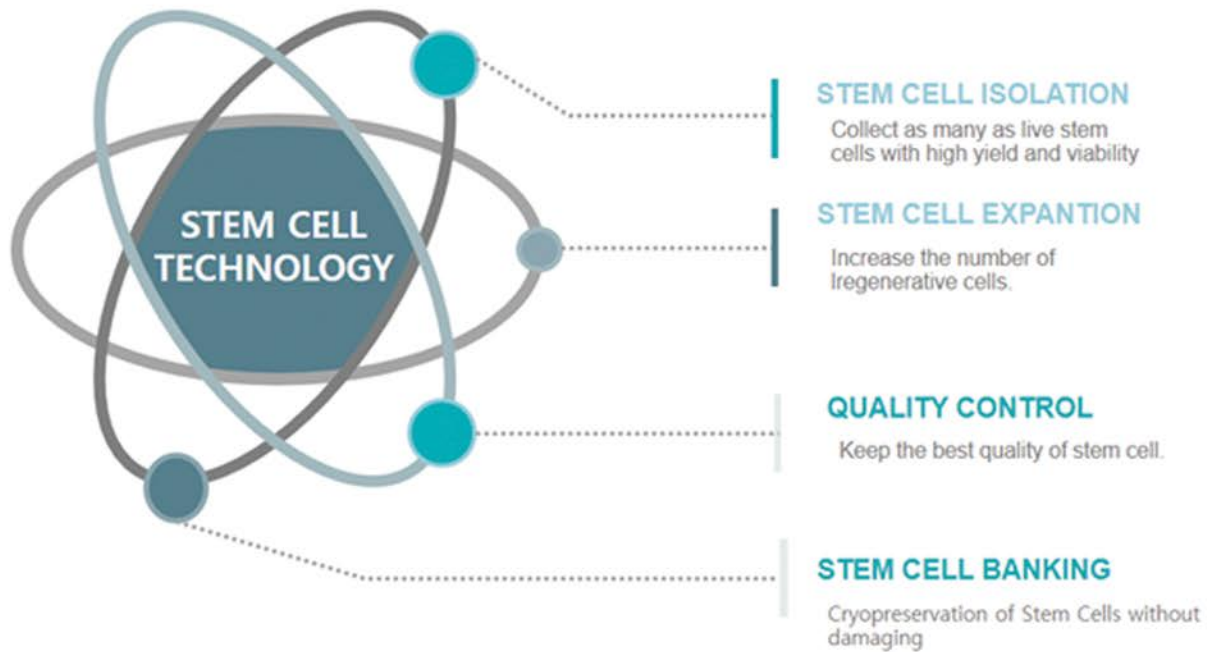 STEM CELL
TECHNOLOGY
STEM CELL ISOLATION
Collect as many as live stem
cells with high yield and viability
STEM CELL EXPANTION
Increase the number of
lregenerative cells.
QUALITY CONTROL
Keep the best quality of stem cell.
STEM CELL BANKING
Cryopreservation of Stem Cells without
damaging